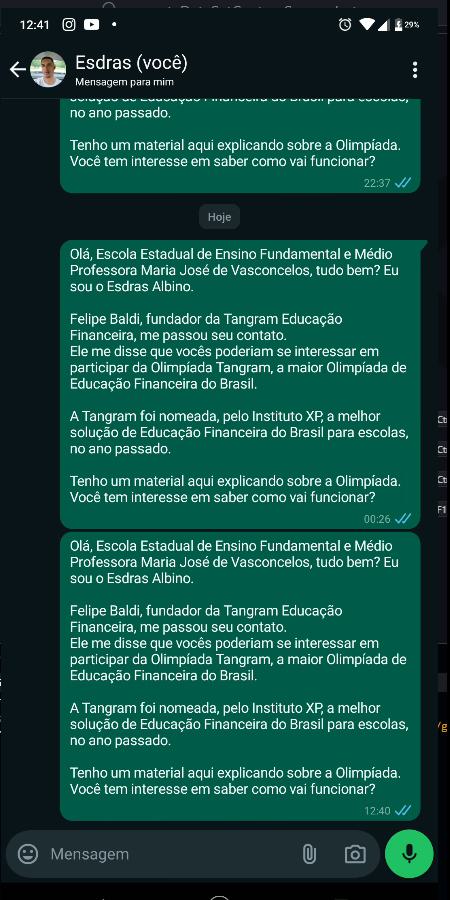 12:41
29%
Esdras (você)
Mensagem para mim
solução de Educação Financeira do Brasil para escolas,
no ano passado.
Tenho um material aqui explicando sobre a Olimpíada.
Você tem interesse em saber como vai funcionar?
22:37
Hoje
Olá, Escola Estadual de Ensino Fundamental e Médio
Professora Maria José de Vasconcelos, tudo bem? Eu
sou o Esdras Albino.
Felipe Baldi, fundador da Tangram Educação
Financeira, me passou seu contato.
Ele me disse que vocês poderiam se interessar em
participar da Olimpíada Tangram, a maior Olimpíada de
Educação Financeira do Brasil.
A Tangram foi nomeada, pelo Instituto XP, a melhor
solução de Educação Financeira do Brasil para escolas,
no ano passado.
Tenho um material aqui explicando sobre a Olimpíada.
Você tem interesse em saber como vai funcionar?
00:26
Olá, Escola Estadual de Ensino Fundamental e Médio
Professora Maria José de Vasconcelos, tudo bem? Eu
sou o Esdras Albino.
Felipe Baldi, fundador da Tangram Educação
Financeira, me passou seu contato.
Ele me disse que vocês poderiam se interessar em
participar da Olimpíada Tangram, a maior Olimpíada de
Educação Financeira do Brasil.
A Tangram foi nomeada, pelo Instituto XP, a melhor
solução de Educação Financeira do Brasil para escolas,
no ano passado.
Tenho um material aqui explicando sobre a Olimpíada.
Você tem interesse em saber como vai funcionar?
12:40
Mensagem